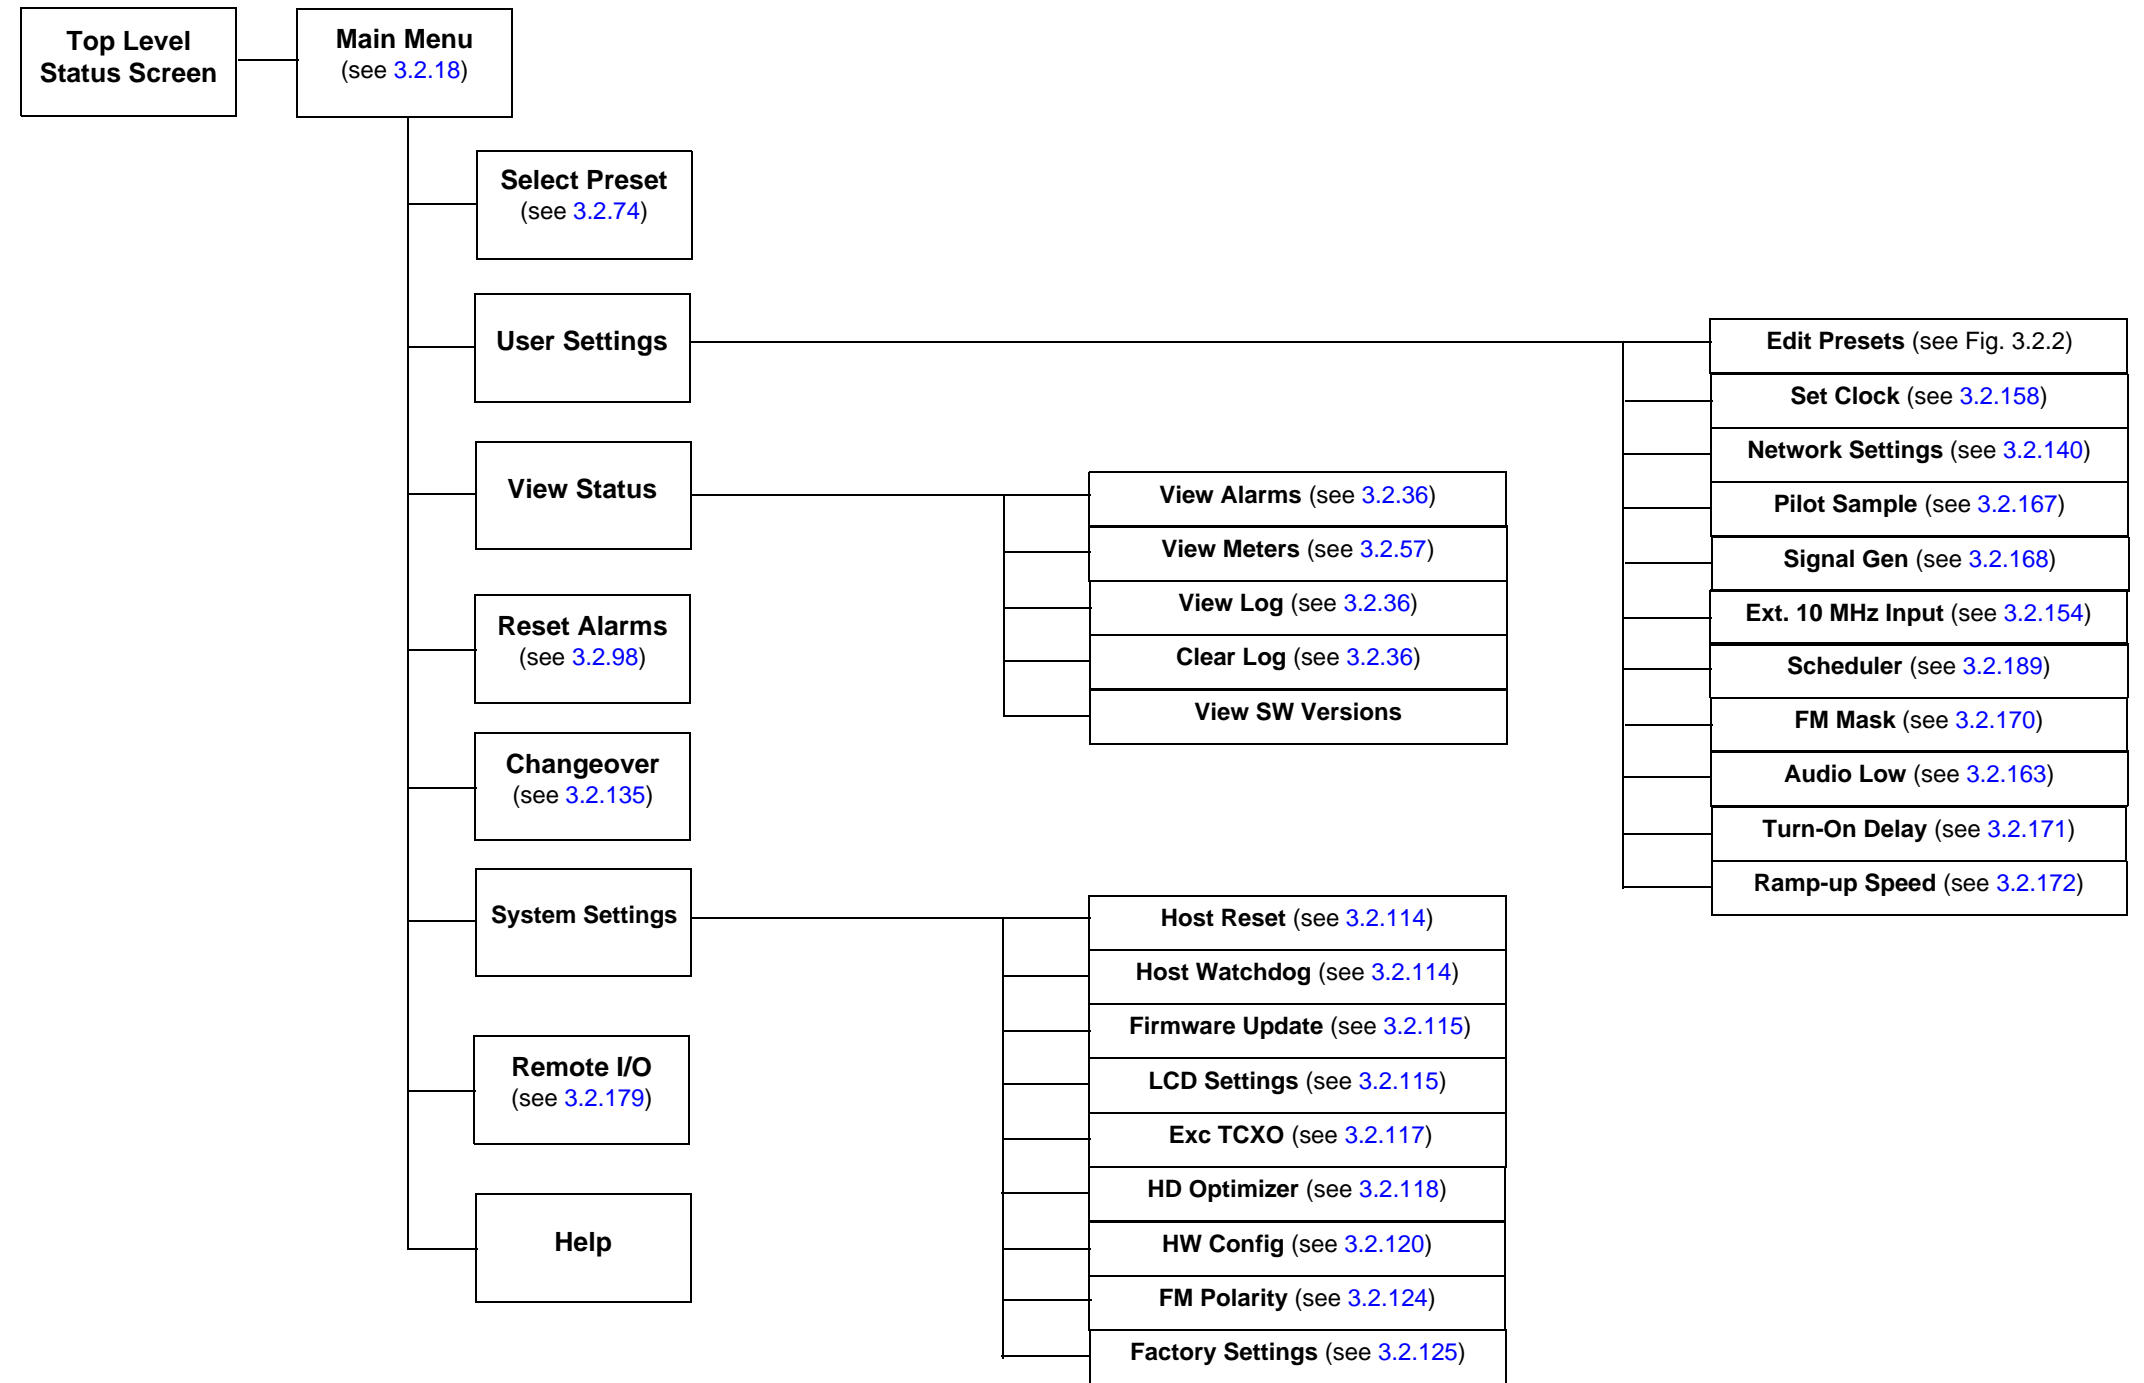 Top Level
Status Screen
Main Menu
(see 3.2.18)
Select Preset
(see 3.2.74)
User Settings
View Status
Reset Alarms
(see 3.2.98)
Changeover
(see 3.2.135)
System Settings
Remote I/O
(see 3.2.179)
Help
View Alarms (see 3.2.36)
View Meters (see 3.2.57)
View Log (see 3.2.36)
Clear Log (see 3.2.36)
View SW Versions
Host Reset (see 3.2.114)
Host Watchdog (see 3.2.114)
Firmware Update (see 3.2.115)
LCD Settings (see 3.2.115)
Exc TCXO (see 3.2.117)
HD Optimizer (see 3.2.118)
HW Config (see 3.2.120)
FM Polarity (see 3.2.124)
Factory Settings (see 3.2.125)
Edit Presets (see Fig. 3.2.2)
Set Clock (see 3.2.158)
Network Settings (see 3.2.140)
Pilot Sample (see 3.2.167)
Signal Gen (see 3.2.168)
Ext. 10 MHz Input (see 3.2.154)
Scheduler (see 3.2.189)
FM Mask (see 3.2.170)
Audio Low (see 3.2.163)
Turn-On Delay (see 3.2.171)
Ramp-up Speed (see 3.2.172)